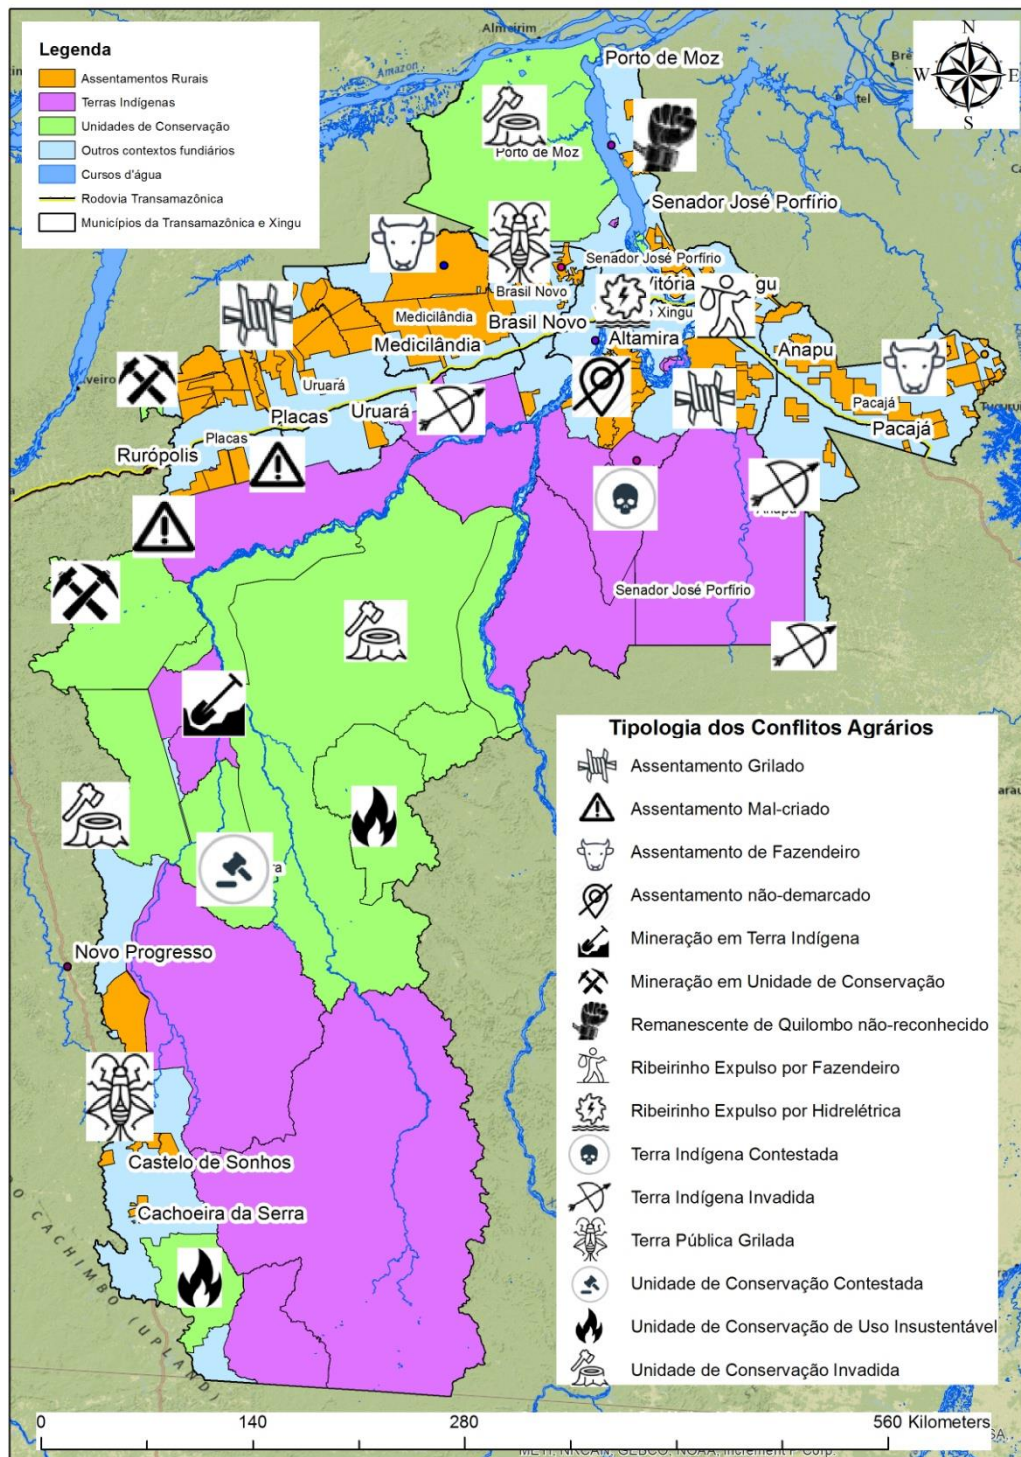 Almeirim
Legenda
Assentamentos Rurais
Terras Indígenas
Unidades de Conservação
Outros contextos fundiários
Cursos d'água
Rodovia Transamazônica
Municípios da Transamazônica e Xingu
Amazon
N
W
E
S
Porto de Moz
Porto de Moz
Senador José Porfírio
Senador José Porfírio
Brasil Novo
Brasil Novo
Medicilândia
Medicilândia
Xingu
Altamira
Anapu
Pacajá
Pacajá
Uruará
Uruará
Placas
Placas
Rurópolis
Anapu
Senador José Porfírio
Novo Progresso
Castelo de Sonhos
Cachoeira da Serra
CACHIMBO (UPLAND)
Tipologia dos Conflitos Agrários
Assentamento Grilado
Assentamento Mal-criado
Assentamento de Fazendeiro
Assentamento não-demarcado
Mineração em Terra Indígena
Mineração em Unidade de Conservação
Remanescente de Quilombo não-reconhecido
Ribeirinho Expulso por Fazendeiro
Ribeirinho Expulso por Hidrelétrica
Terra Indígena Contestada
Terra Indígena Invadida
Terra Pública Grilada
Unidade de Conservação Contestada
Unidade de Conservação de Uso Insustentável
Unidade de Conservação Invadida
0 140 280 560 Kilometers